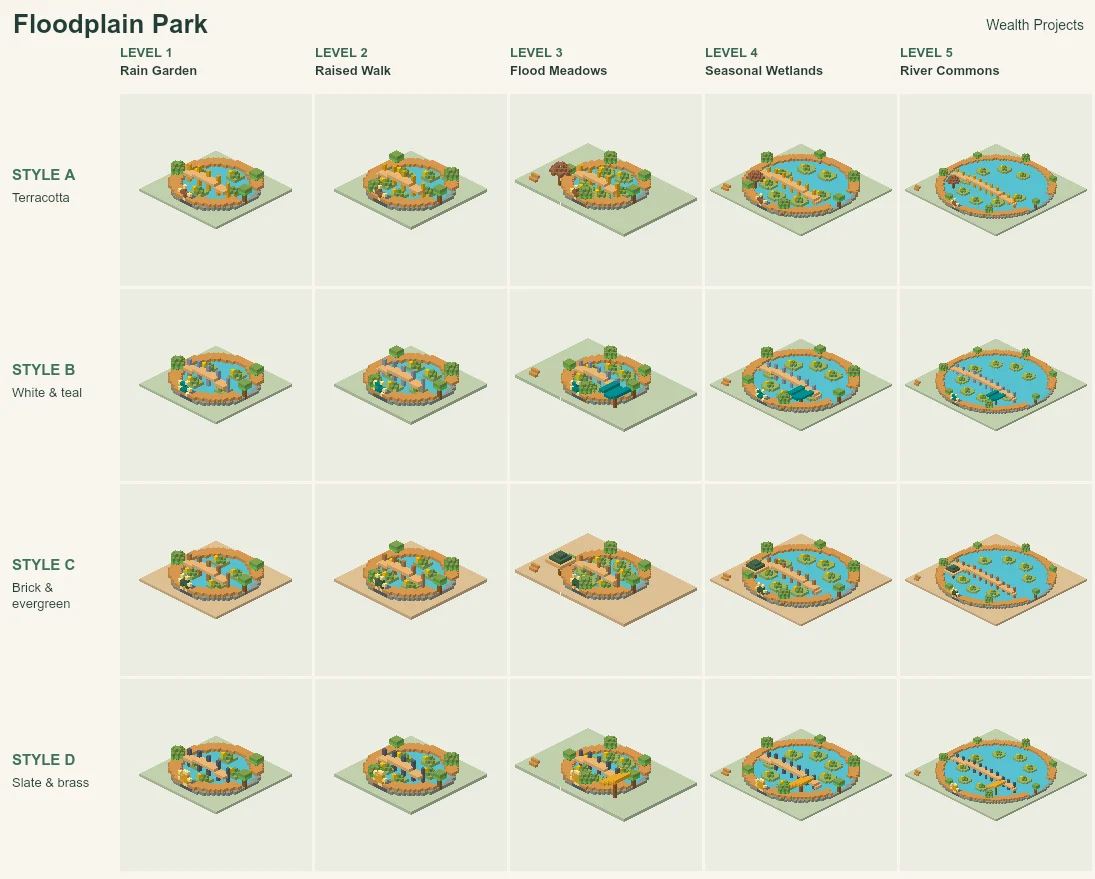 Floodplain Park
Wealth Projects
LEVEL 1
Rain Garden
LEVEL 2
Raised Walk
LEVEL 3
Flood Meadows
LEVEL 4
Seasonal Wetlands
LEVEL 5
River Commons
STYLE A
Terracotta
STYLE B
White & teal
STYLE C
Brick &
evergreen
STYLE D
Slate & brass